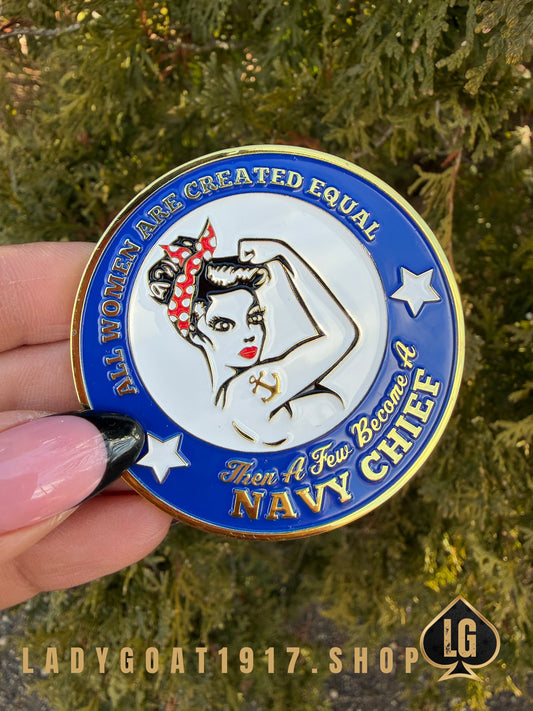 ALL WOMEN ARE CREATED EQUAL
Then A Few Become A
NAVY CHIEF
LADYGOAT1917.SHOP
LG